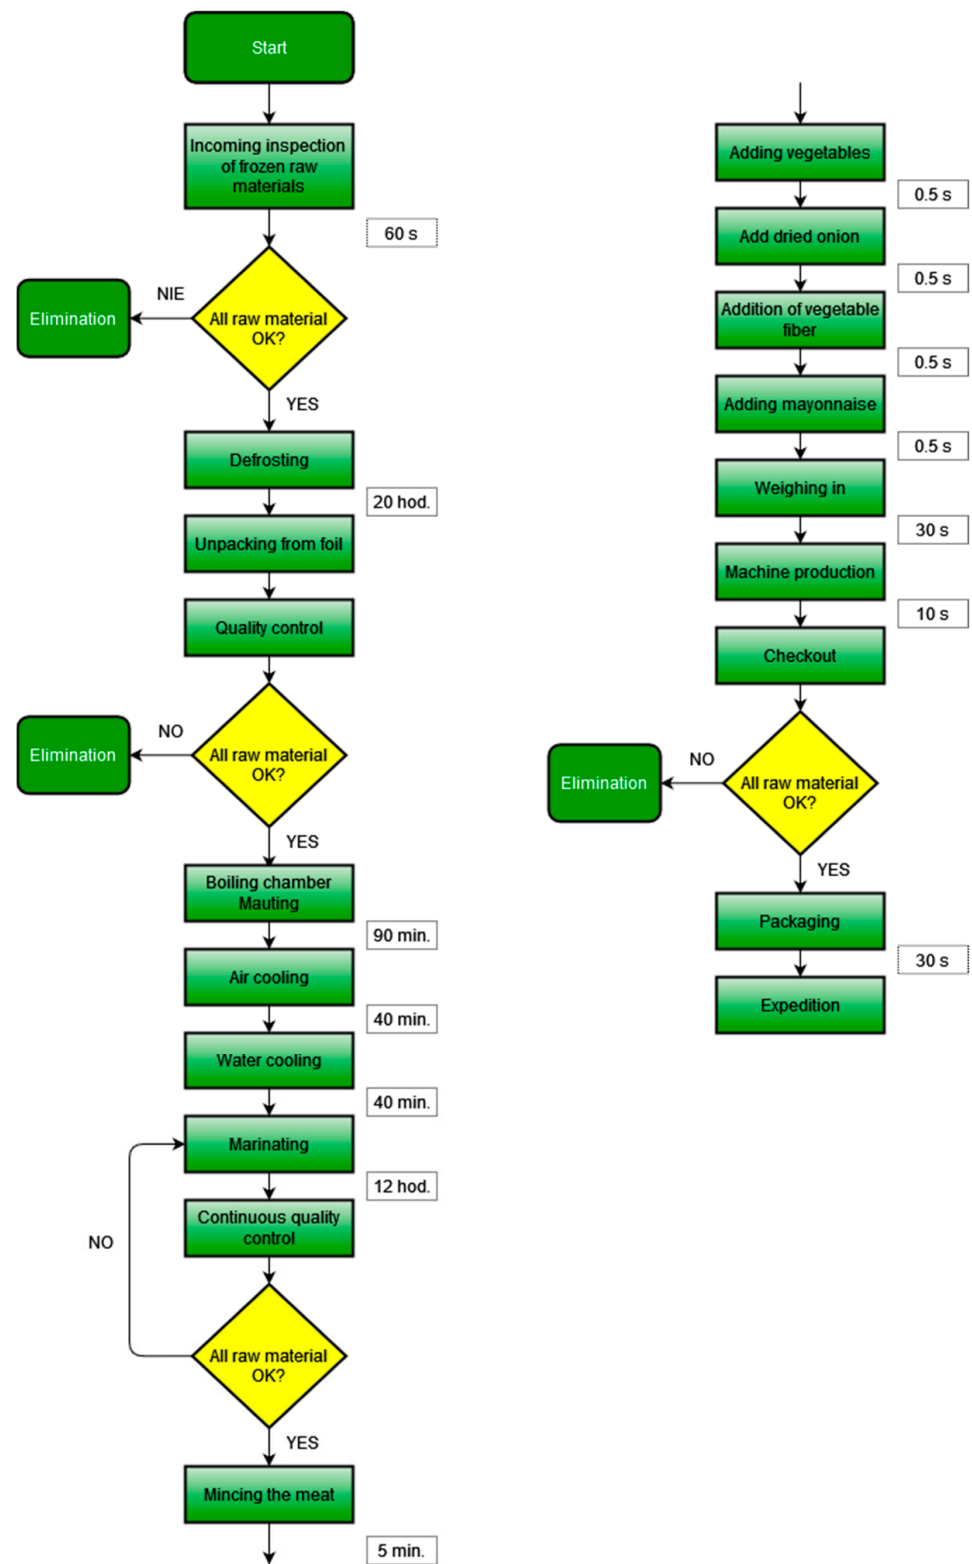 Start
Incoming inspection
of frozen raw
materials
60 s
All raw material
OK?
NIE
Elimination
YES
Defrosting
20 hod.
Unpacking from foil
Quality control
All raw material
OK?
NO
Elimination
YES
Boiling chamber
Mauting
90 min.
Air cooling
40 min.
Water cooling
40 min.
Marinating
12 hod.
Continuous quality
control
NO
All raw material
OK?
YES
Mincing the meat
5 min.
Adding vegetables
0.5 s
Add dried onion
0.5 s
Addition of vegetable
fiber
0.5 s
Adding mayonnaise
0.5 s
Weighing in
30 s
Machine production
10 s
Checkout
All raw material
OK?
NO
Elimination
YES
Packaging
30 s
Expedition